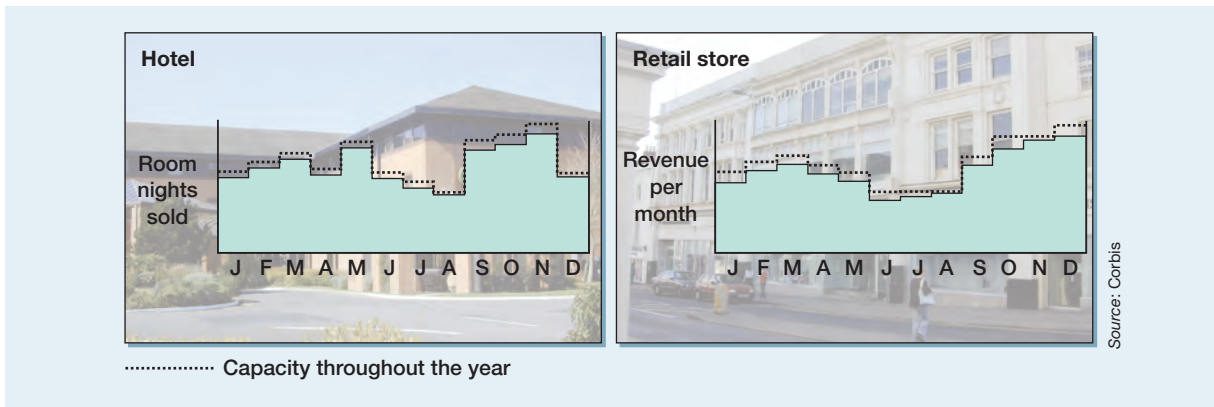 Hotel
Room
nights
sold
J F M A M J J A S O N D
Retail store
Revenue
per
month
J F M A M J J A S O N D
Source: Corbis
Capacity throughout the year